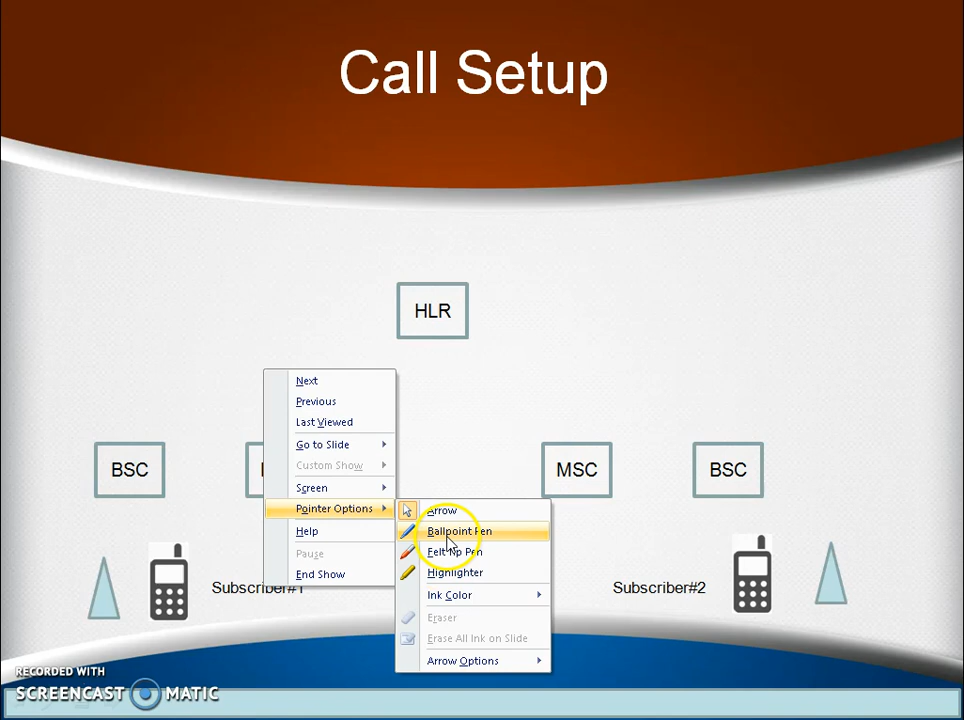 Call Setup
HLR
Next
Previous
Last Viewed
Go to Slide
Custom Show
Screen
Pointer Options
Help
Pause
End Show
BSC
MSC
BSC
Arrow
Ballpoint Pen
Felt Tip Pen
Highlighter
Ink Color
Eraser
Erase All Ink on Slide
Arrow Options
Subscriber#1
Subscriber#2
RECORDED WITH
SCREENCAST MATIC